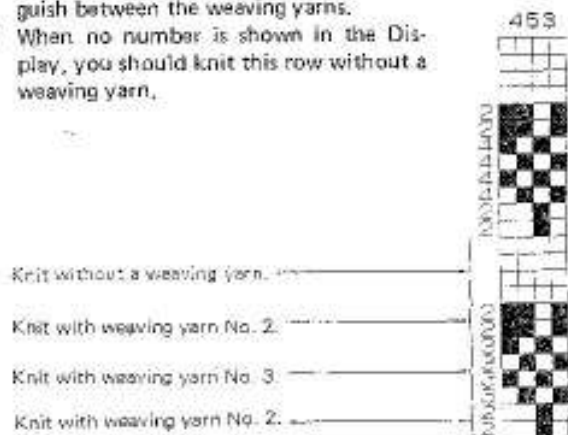 guish between the weaving yarns.
When no number is shown in the Dis-
play, you should knit this row without a
weaving yarn.
453
Knit without a weaving yarn.
Knit with weaving yarn No. 2.
Knit with weaving yarn No. 3.
Knit with weaving yarn No. 2.